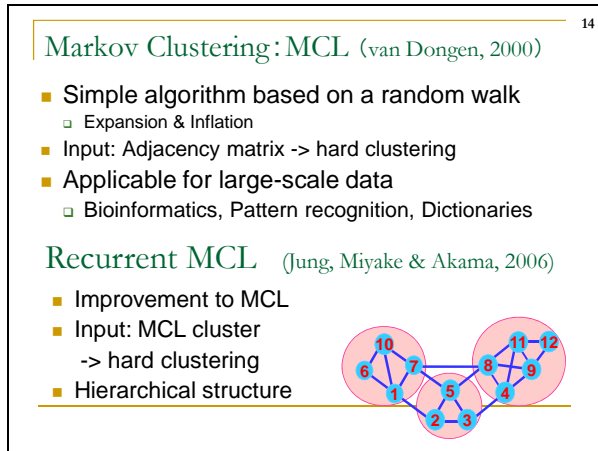 14
Markov Clustering：MCL（van Dongen, 2000）
Simple algorithm based on a random walk
Expansion & Inflation
Input: Adjacency matrix -> hard clustering
Applicable for large-scale data
Bioinformatics, Pattern recognition, Dictionaries
Recurrent MCL (Jung, Miyake & Akama, 2006)
Improvement to MCL
Input: MCL cluster
-> hard clustering
Hierarchical structure
10
11
12
6
7
8
9
1
5
4
2
3